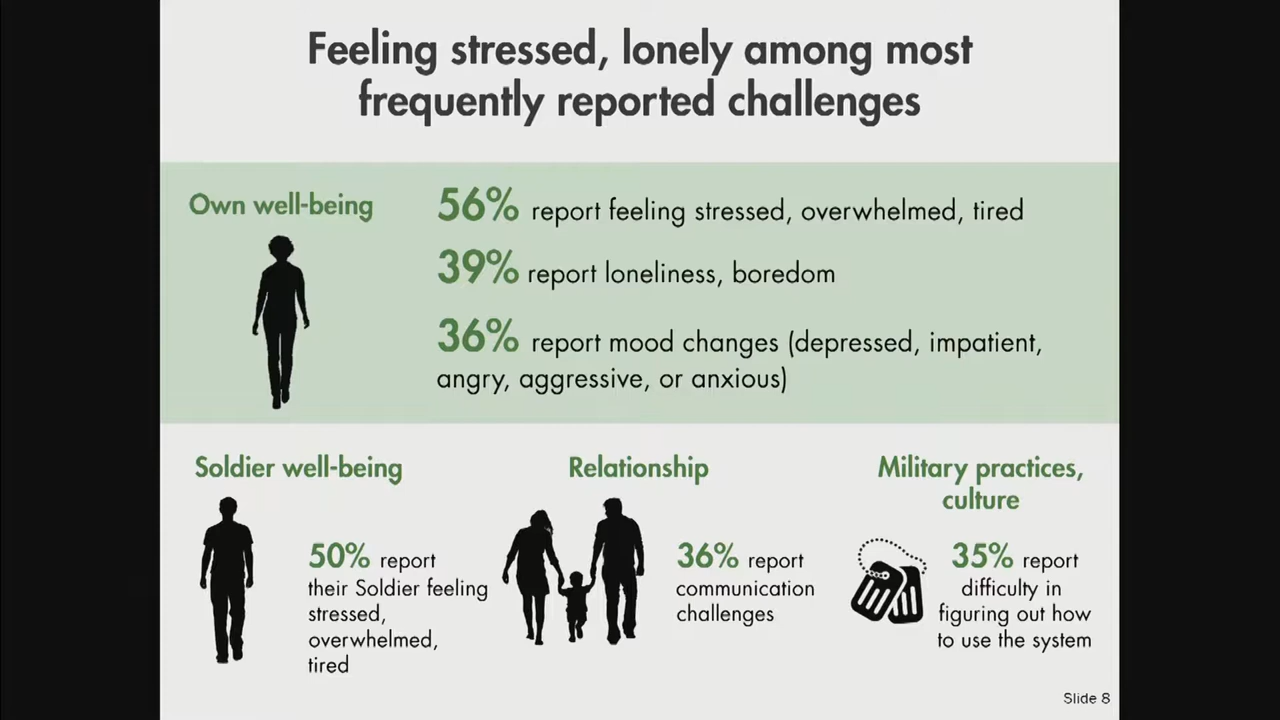 Feeling stressed, lonely among most
frequently reported challenges
Own well-being
56% report feeling stressed, overwhelmed, tired
39% report loneliness, boredom
36% report mood changes (depressed, impatient,
angry, aggressive, or anxious)
Soldier well-being
50% report
their Soldier feeling
stressed,
overwhelmed,
tired
Relationship
36% report
communication
challenges
Military practices,
culture
35% report
difficulty in
figuring out how
to use the system
Slide 8